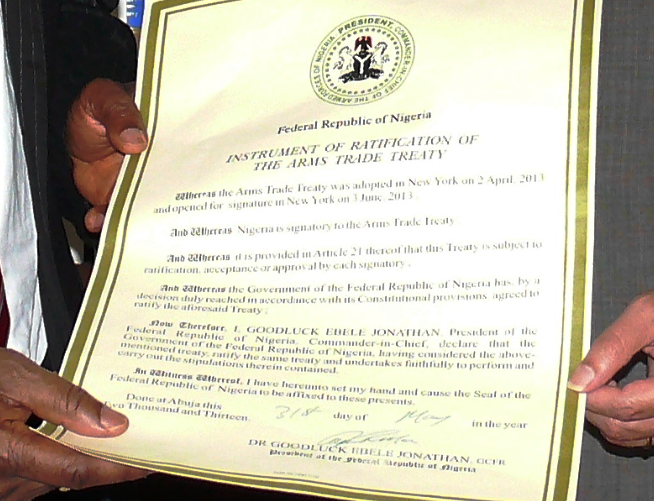 PRESIDENT, COMMANDER-IN-CHIEF OF THE ARMED FORCES OF NIGERIA
Federal Republic of Nigeria
INSTRUMENT OF RATIFICATION OF
THE ARMS TRADE TREATY
Whereas the Arms Trade Treaty was adopted in New York on 2 April, 2013
and opened for signature in New York on 3 June, 2013 ;
And Whereas Nigeria is signatory to the Arms Trade Treaty
And Whereas it is provided in Article 21 thereof that this Treaty is subject to
ratification, acceptance or approval by each signatory ;
And Whereas the Government of the Federal Republic of Nigeria has, by a
decision duly reached in accordance with its Constitutional provisions, agreed to
ratify the aforesaid Treaty ;
Now Therefore, I, GOODLUCK EBELE JONATHAN, President of the
Federal Republic of Nigeria, Commander-in-Chief, declare that the
Government of the Federal Republic of Nigeria, having considered the above-
mentioned treaty, ratify the same treaty and undertakes faithfully to perform and
carry out the stipulations therein contained.
In Witness Whereof, I have hereunto set my hand and cause the Seal of the
Federal Republic of Nigeria to be affixed to these presents.
Done at Abuja this 31st day of May in the year
Two Thousand and Thirteen.
DR GOODLUCK EBELE JONATHAN, GCFR
President of the Federal Republic of Nigeria